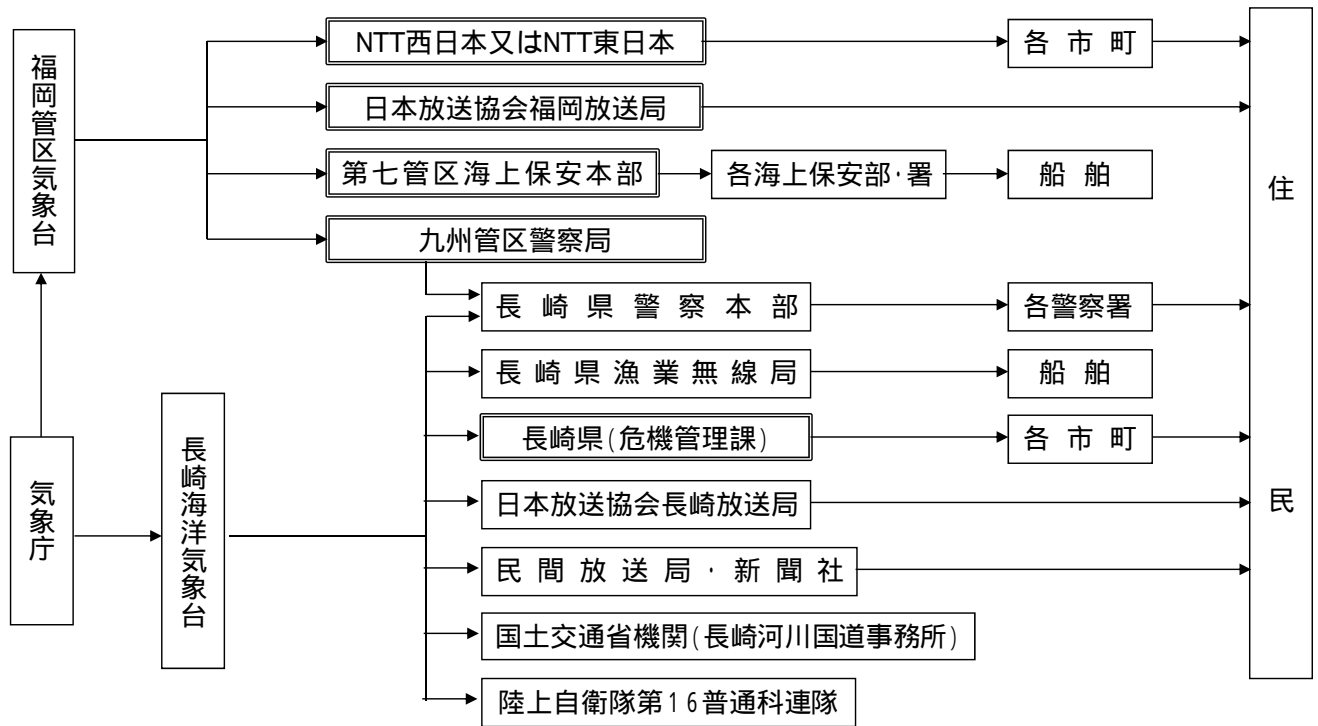 福岡管区気象台
NTT西日本又はNTT東日本
各市町
日本放送協会福岡放送局
第七管区海上保安本部
各海上保安部・署
船舶
九州管区警察局
気象庁
長崎海洋気象台
長崎県警察本部
各警察署
長崎県漁業無線局
船舶
長崎県(危機管理課)
各市町
日本放送協会長崎放送局
民間放送局・新聞社
国土交通省機関(長崎河川国道事務所)
陸上自衛隊第16普通科連隊
住民